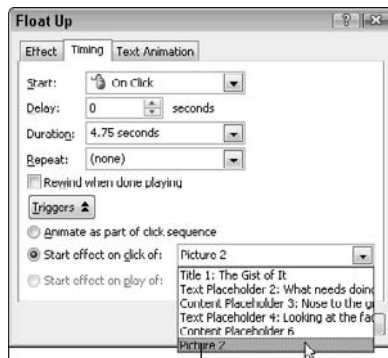 Float Up
Effect Timing Text Animation
Start: On Click
Delay: 0 seconds
Duration: 4.75 seconds
Repeat: (none)
Rewind when done playing
Triggers
Animate as part of click sequence
Start effect on click of: Picture 2
Start effect on play of:
Title 1: The Gist of It
Text Placeholder 2: What needs doing
Content Placeholder 3: Nose to the
Text Placeholder 4: Looking at the
Content Placeholder 6
Picture 2